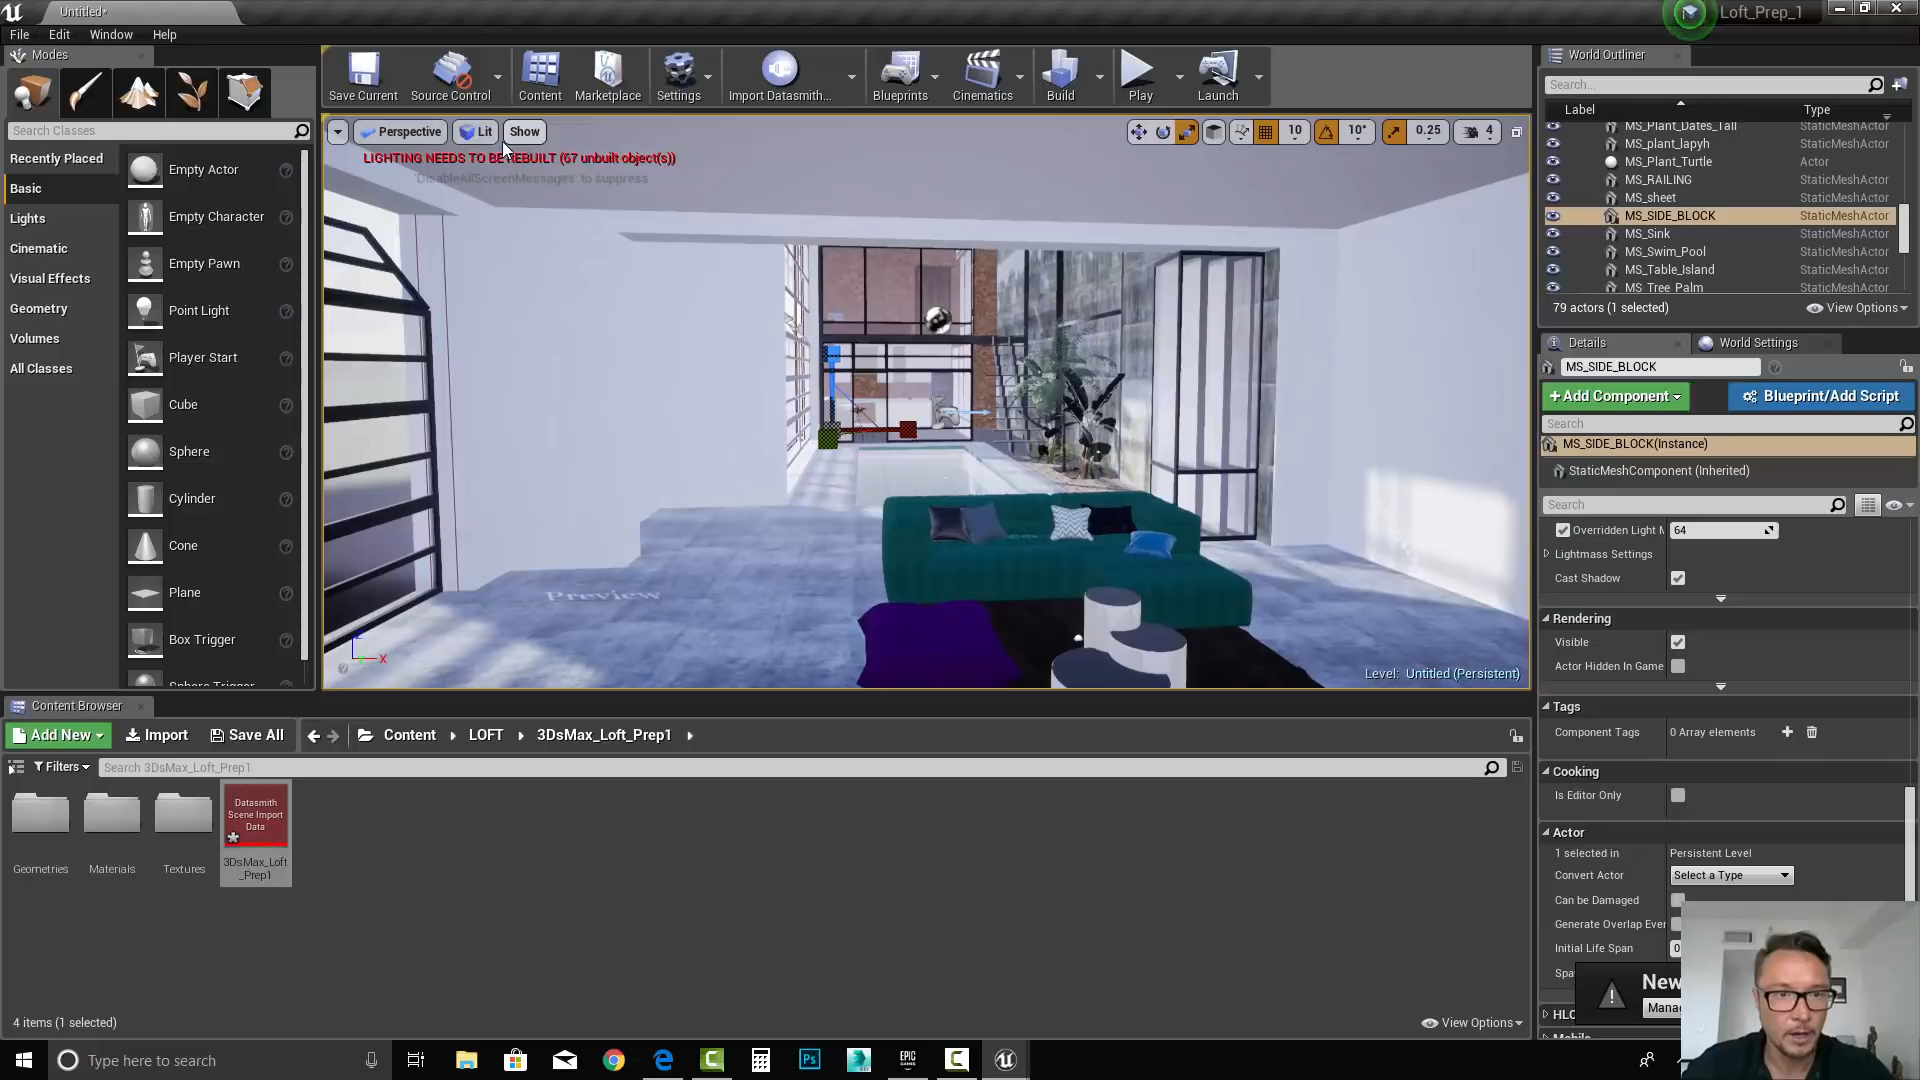 Untitled*
Loft_Prep_1
File Edit Window Help
Modes
Search Classes
Recently Placed
Basic
Lights
Cinematic
Visual Effects
Geometry
Volumes
All Classes
Empty Actor
Empty Character
Empty Pawn
Point Light
Player Start
Cube
Sphere
Cylinder
Cone
Plane
Box Trigger
Sphere Trigger
Save Current
Source Control
Content
Marketplace
Settings
Import Datasmith...
Blueprints
Cinematics
Build
Play
Launch
Perspective Lit Show
10 10° 0.25 4
LIGHTING NEEDS TO BE REBUILT (67 unbuilt object(s))
'DisableAllScreenMessages' to suppress
Preview
X
Level: Untitled (Persistent)
World Outliner
Search...
Label Type
MS_Plant_Dates_Tall StaticMeshActor
MS_plant_lapyh StaticMeshActor
MS_Plant_Turtle Actor
MS_RAILING StaticMeshActor
MS_sheet StaticMeshActor
MS_SIDE_BLOCK StaticMeshActor
MS_Sink StaticMeshActor
MS_Swim_Pool StaticMeshActor
MS_Table_Island StaticMeshActor
MS_Tree_Palm StaticMeshActor
79 actors (1 selected) View Options
Details World Settings
MS_SIDE_BLOCK
+Add Component Blueprint/Add Script
Search
MS_SIDE_BLOCK(Instance)
StaticMeshComponent (Inherited)
Search
Overridden Light M 64
Lightmass Settings
Cast Shadow
Rendering
Visible
Actor Hidden In Game
Tags
Component Tags 0 Array elements
Cooking
Is Editor Only
Actor
1 selected in Persistent Level
Convert Actor Select a Type
Can be Damaged
Generate Overlap Ever
Initial Life Span 0
Spa
New
Mana
HLO
Content Browser
Add New Import Save All Content LOFT 3DsMax_Loft_Prep1
Filters Search 3DsMax_Loft_Prep1
Datasmith
Scene Import
Data
Geometries Materials Textures 3DsMax_Loft
_Prep1
4 items (1 selected) View Options
Type here to search
Ps
EPIC
GAMES